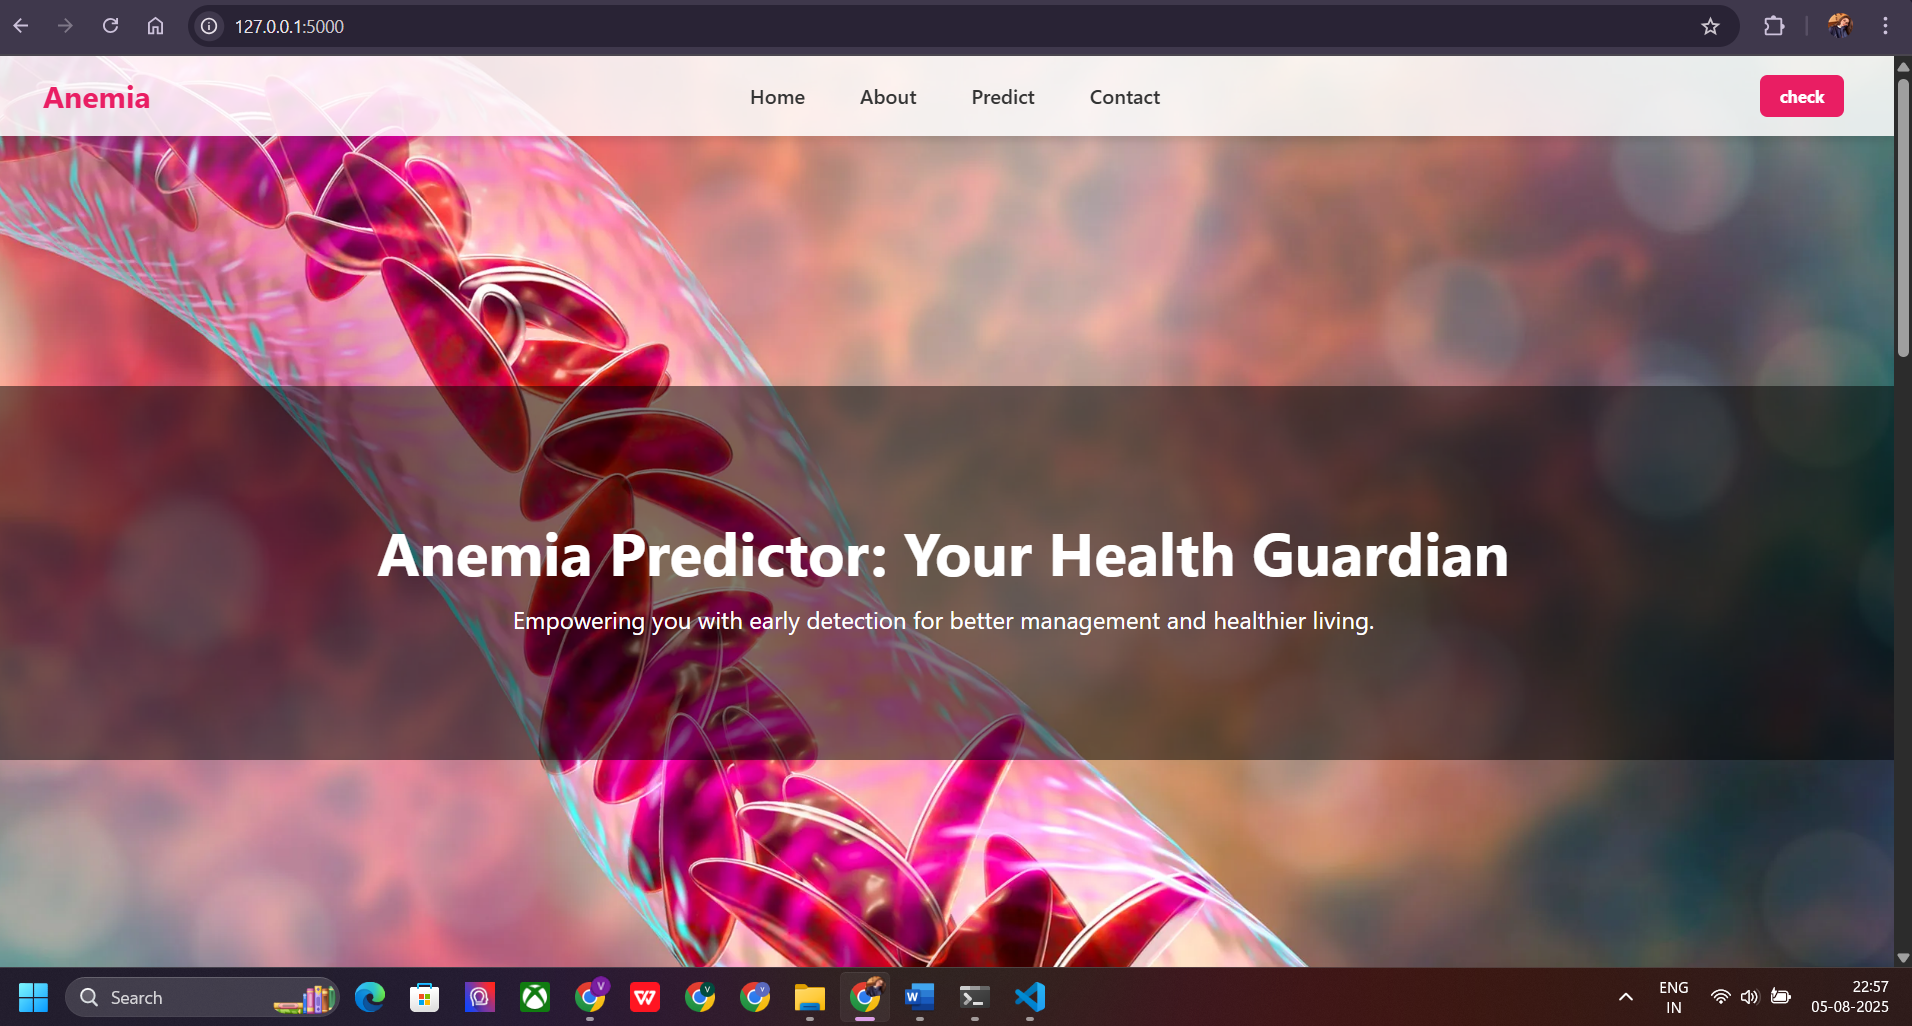 127.0.0.1:5000
Anemia
Home About Predict Contact
check
Anemia Predictor: Your Health Guardian
Empowering you with early detection for better management and healthier living.
Search
V
W
V
V
W
ENG
IN
22:57
05-08-2025